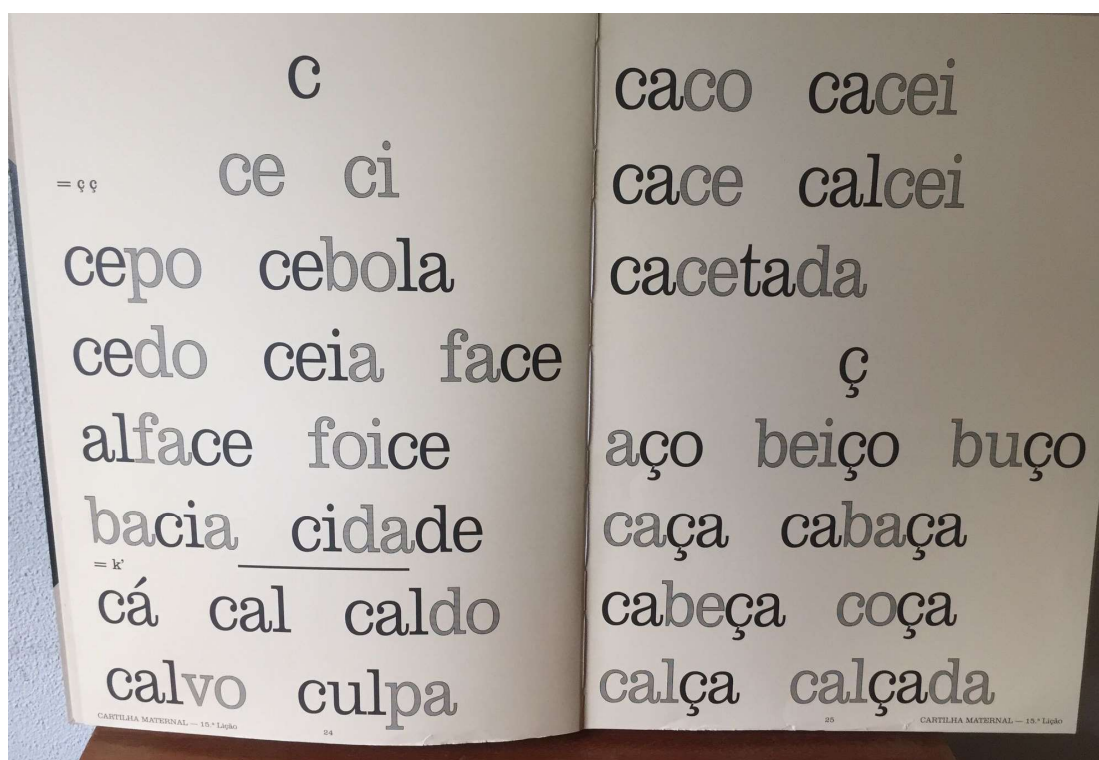 c
= ç ç ce ci
cepo cebola
cedo ceia face
alface foice
bacia cidade
= k’
cá cal caldo
calvo culpa
CARTILHA MATERNAL — 15.ª Lição
24
caco cacei
cace calcei
cacetada
ç
aço beiço buço
caça cabaça
cabeça coça
calça calçada
25 CARTILHA MATERNAL — 15.ª Lição